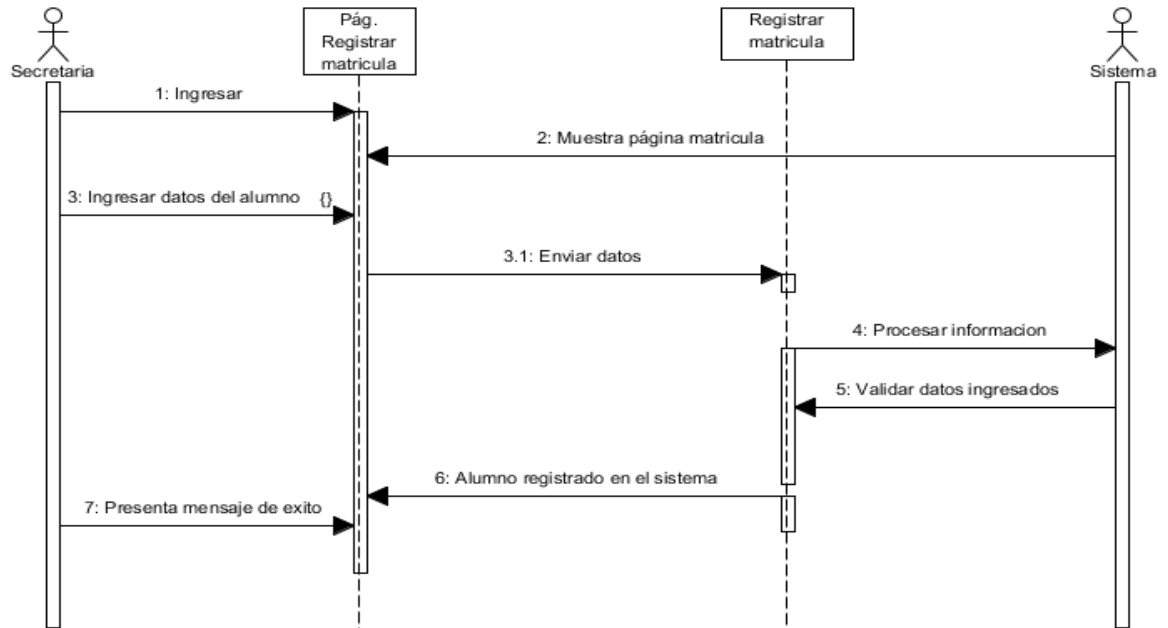 Pág.
Registrar
matricula
Registrar
matricula
Secretaria
Sistema
1: Ingresar
2: Muestra página matricula
3: Ingresar datos del alumno {}
3.1: Enviar datos
4: Procesar informacion
5: Validar datos ingresados
6: Alumno registrado en el sistema
7: Presenta mensaje de exito